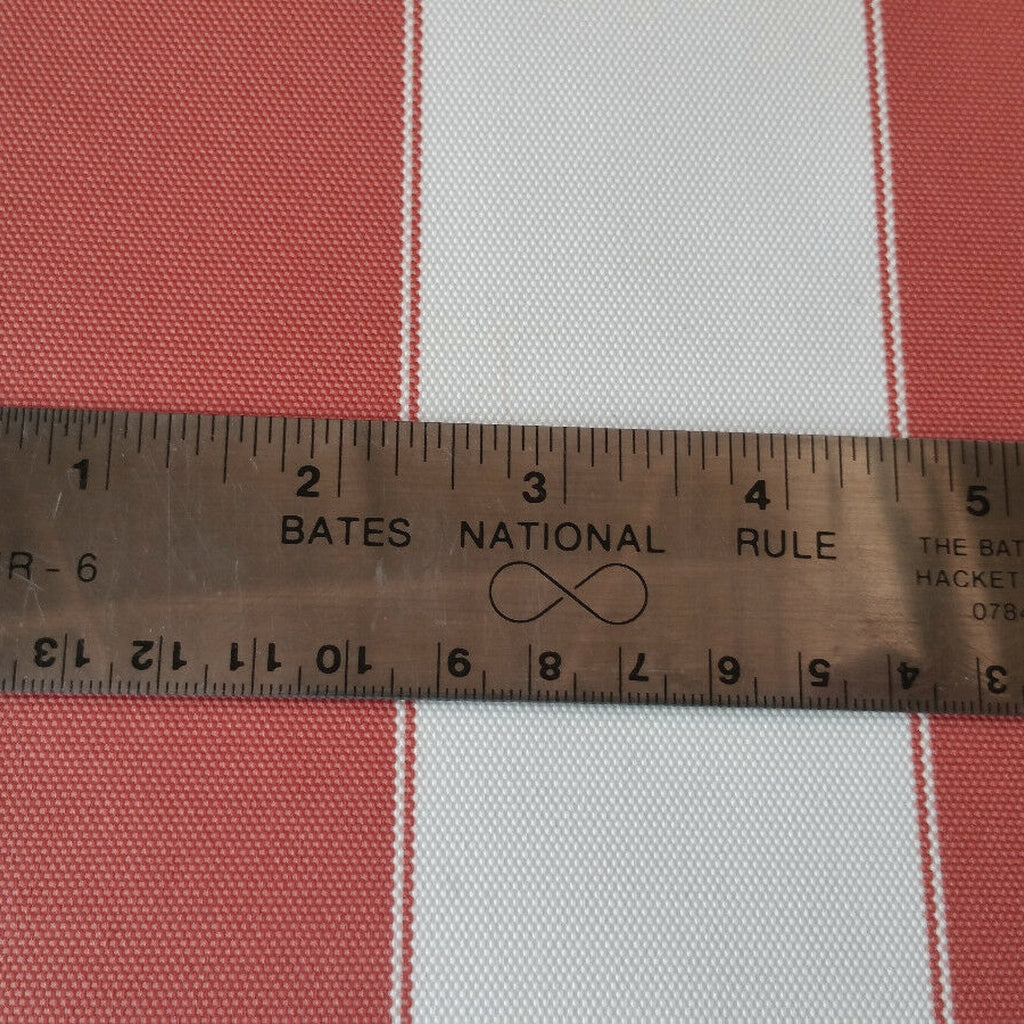 1 2 3 4 5
BATES NATIONAL RULE
THE BAT
R - 6
HACKET
078
13 12 11 10 9 8 7 6 5 4 3